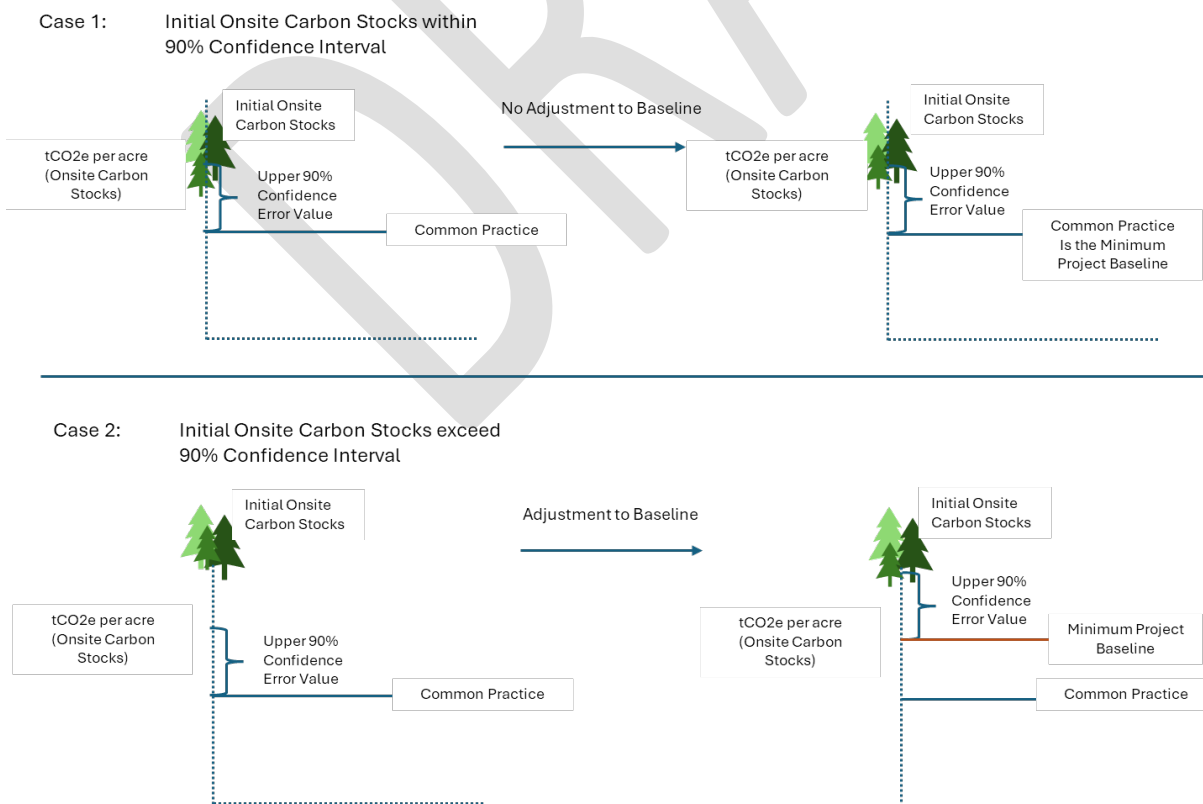 Case 1: Initial Onsite Carbon Stocks within
90% Confidence Interval
Initial Onsite
Carbon Stocks
tCO2e per acre
(Onsite Carbon
Stocks)
Upper 90%
Confidence
Error Value
Common Practice
No Adjustment to Baseline
Initial Onsite
Carbon Stocks
tCO2e per acre
(Onsite Carbon
Stocks)
Upper 90%
Confidence
Error Value
Common Practice
Is the Minimum
Project Baseline
Case 2: Initial Onsite Carbon Stocks exceed
90% Confidence Interval
Initial Onsite
Carbon Stocks
tCO2e per acre
(Onsite Carbon
Stocks)
Upper 90%
Confidence
Error Value
Common Practice
Adjustment to Baseline
Initial Onsite
Carbon Stocks
tCO2e per acre
(Onsite Carbon
Stocks)
Upper 90%
Confidence
Error Value
Minimum Project
Baseline
Common Practice